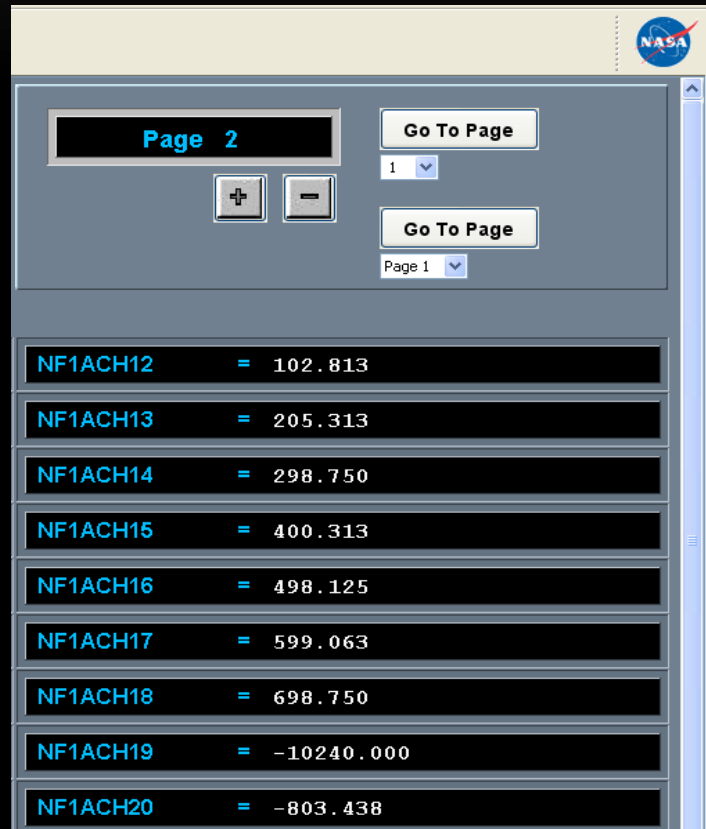 NASA
Page 2
Go To Page
1
+ -
Go To Page
Page 1
NF1ACH12 = 102.813
NF1ACH13 = 205.313
NF1ACH14 = 298.750
NF1ACH15 = 400.313
NF1ACH16 = 498.125
NF1ACH17 = 599.063
NF1ACH18 = 698.750
NF1ACH19 = -10240.000
NF1ACH20 = -803.438